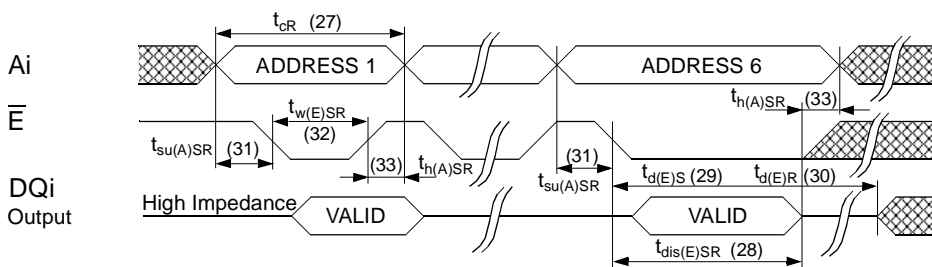 t_cR (27)
Ai
ADDRESS 1
ADDRESS 6
t_h(A)SR (33)
E̅
t_w(E)SR
(32)
t_su(A)SR (31)
(33) t_h(A)SR
(31)
t_su(A)SR
t_d(E)S (29) t_d(E)R (30)
DQi
Output
High Impedance
VALID
VALID
t_dis(E)SR (28)